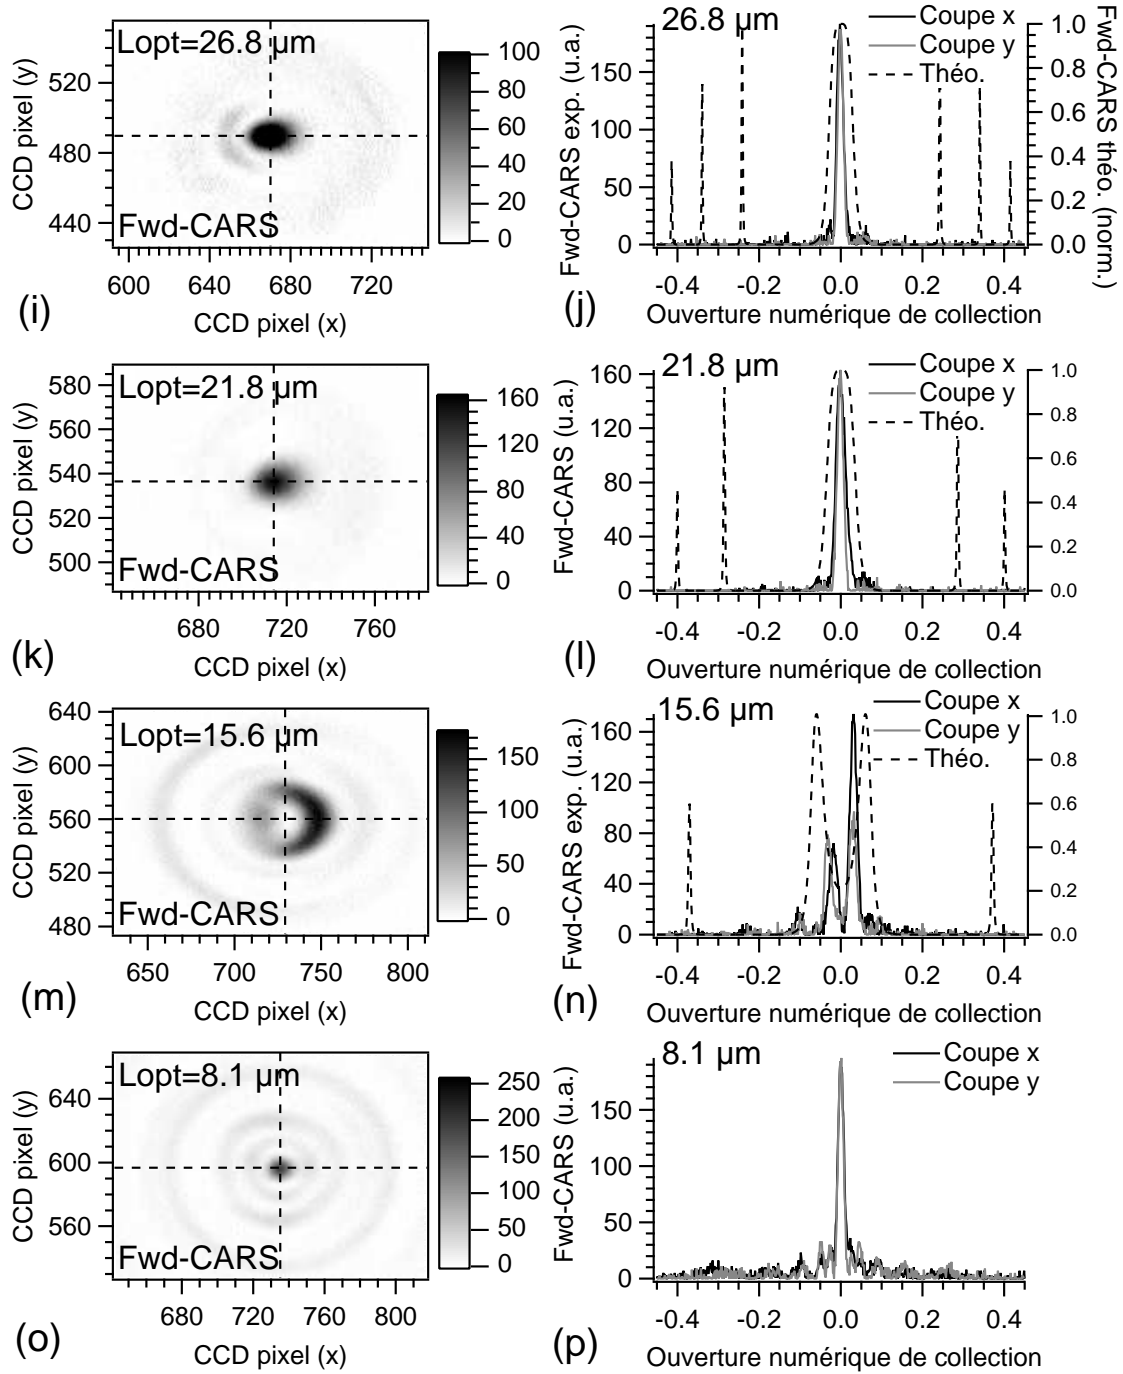 Lopt=26.8 µm
Fwd-CARS
CCD pixel (y)
540
520
480
440
600
640
680
720
CCD pixel (x)
100
80
60
40
20
0
(i)
26.8 µm
Coupe x
Coupe y
Théo.
Fwd-CARS exp. (u.a.)
150
100
50
0
1.0
0.8
0.6
0.4
0.2
0.0
Fwd-CARS théo. (norm.)
-0.4
-0.2
0.0
0.2
0.4
Ouverture numérique de collection
(j)
Lopt=21.8 µm
Fwd-CARS
CCD pixel (y)
580
560
540
520
500
680
720
760
CCD pixel (x)
160
120
80
40
0
(k)
21.8 µm
Coupe x
Coupe y
Théo.
Fwd-CARS (u.a.)
160
120
80
40
0
1.0
0.8
0.6
0.4
0.2
0.0
-0.4
-0.2
0.0
0.2
0.4
Ouverture numérique de collection
(l)
Lopt=15.6 µm
Fwd-CARS
CCD pixel (y)
640
600
560
520
480
650
700
750
800
CCD pixel (x)
150
100
50
0
(m)
15.6 µm
Coupe x
Coupe y
Théo.
Fwd-CARS exp. (u.a.)
160
120
80
40
0
1.0
0.8
0.6
0.4
0.2
0.0
-0.4
-0.2
0.0
0.2
0.4
Ouverture numérique de collection
(n)
Lopt=8.1 µm
Fwd-CARS
CCD pixel (y)
640
600
560
680
720
760
800
CCD pixel (x)
250
200
150
100
50
0
(o)
8.1 µm
Coupe x
Coupe y
Fwd-CARS (u.a.)
150
100
50
0
-0.4
-0.2
0.0
0.2
0.4
Ouverture numérique de collection
(p)